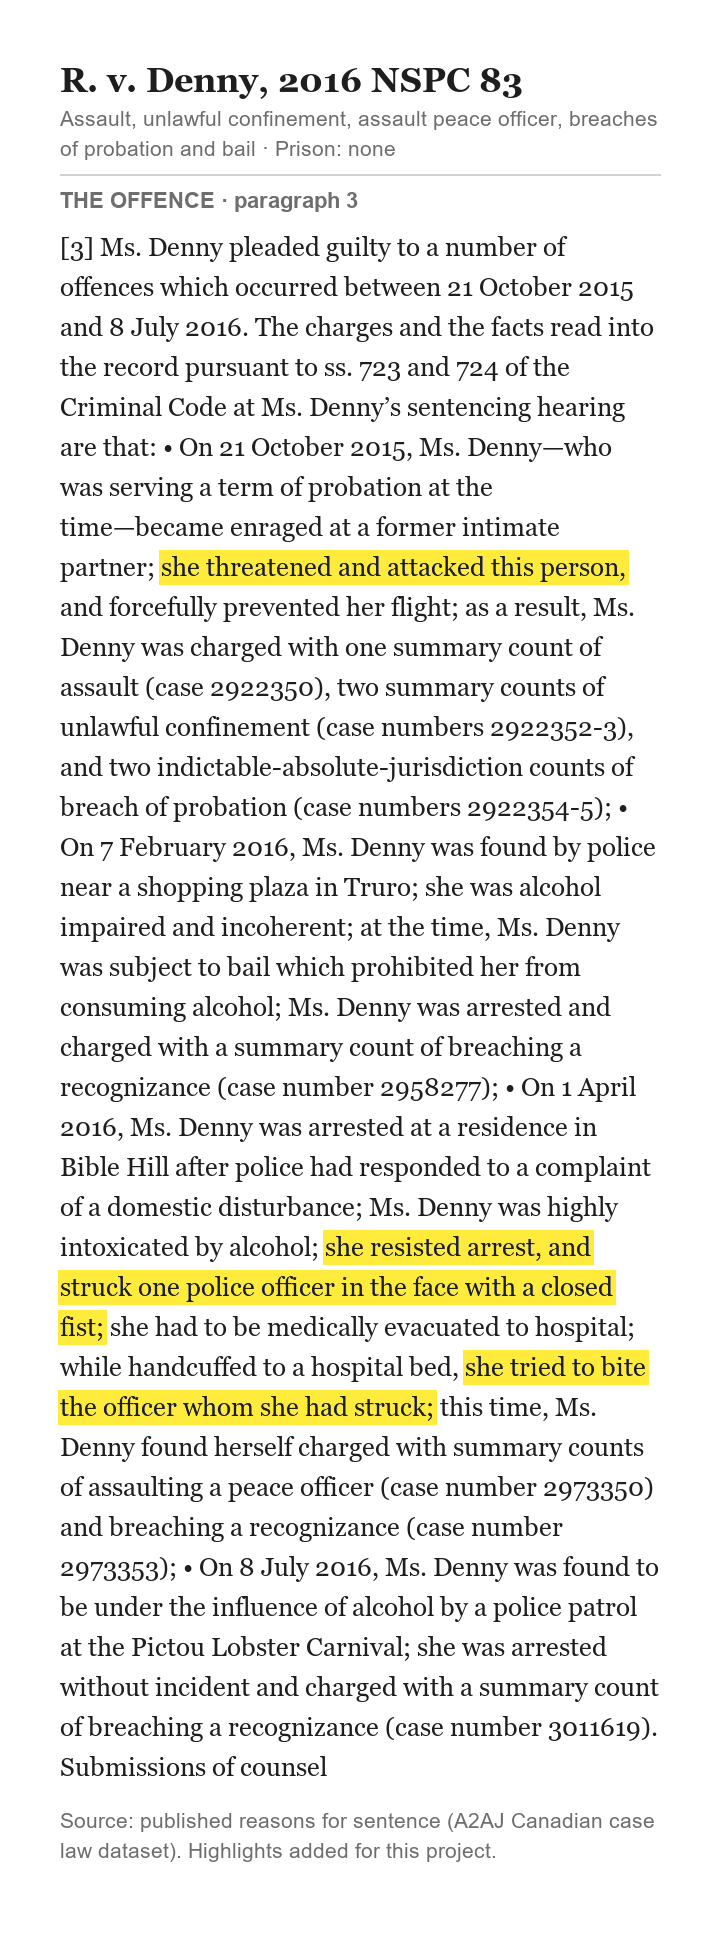 R. v. Denny, 2016 NSPC 83
Assault, unlawful confinement, assault peace officer, breaches
of probation and bail · Prison: none
THE OFFENCE · paragraph 3
[3] Ms. Denny pleaded guilty to a number of
offences which occurred between 21 October 2015
and 8 July 2016. The charges and the facts read into
the record pursuant to ss. 723 and 724 of the
Criminal Code at Ms. Denny’s sentencing hearing
are that: • On 21 October 2015, Ms. Denny—who
was serving a term of probation at the
time—became enraged at a former intimate
partner; she threatened and attacked this person,
and forcefully prevented her flight; as a result, Ms.
Denny was charged with one summary count of
assault (case 2922350), two summary counts of
unlawful confinement (case numbers 2922352-3),
and two indictable-absolute-jurisdiction counts of
breach of probation (case numbers 2922354-5); •
On 7 February 2016, Ms. Denny was found by police
near a shopping plaza in Truro; she was alcohol
impaired and incoherent; at the time, Ms. Denny
was subject to bail which prohibited her from
consuming alcohol; Ms. Denny was arrested and
charged with a summary count of breaching a
recognizance (case number 2958277); • On 1 April
2016, Ms. Denny was arrested at a residence in
Bible Hill after police had responded to a complaint
of a domestic disturbance; Ms. Denny was highly
intoxicated by alcohol; she resisted arrest, and
struck one police officer in the face with a closed
fist; she had to be medically evacuated to hospital;
while handcuffed to a hospital bed, she tried to bite
the officer whom she had struck; this time, Ms.
Denny found herself charged with summary counts
of assaulting a peace officer (case number 2973350)
and breaching a recognizance (case number
2973353); • On 8 July 2016, Ms. Denny was found to
be under the influence of alcohol by a police patrol
at the Pictou Lobster Carnival; she was arrested
without incident and charged with a summary count
of breaching a recognizance (case number 3011619).
Submissions of counsel
Source: published reasons for sentence (A2AJ Canadian case
law dataset). Highlights added for this project.